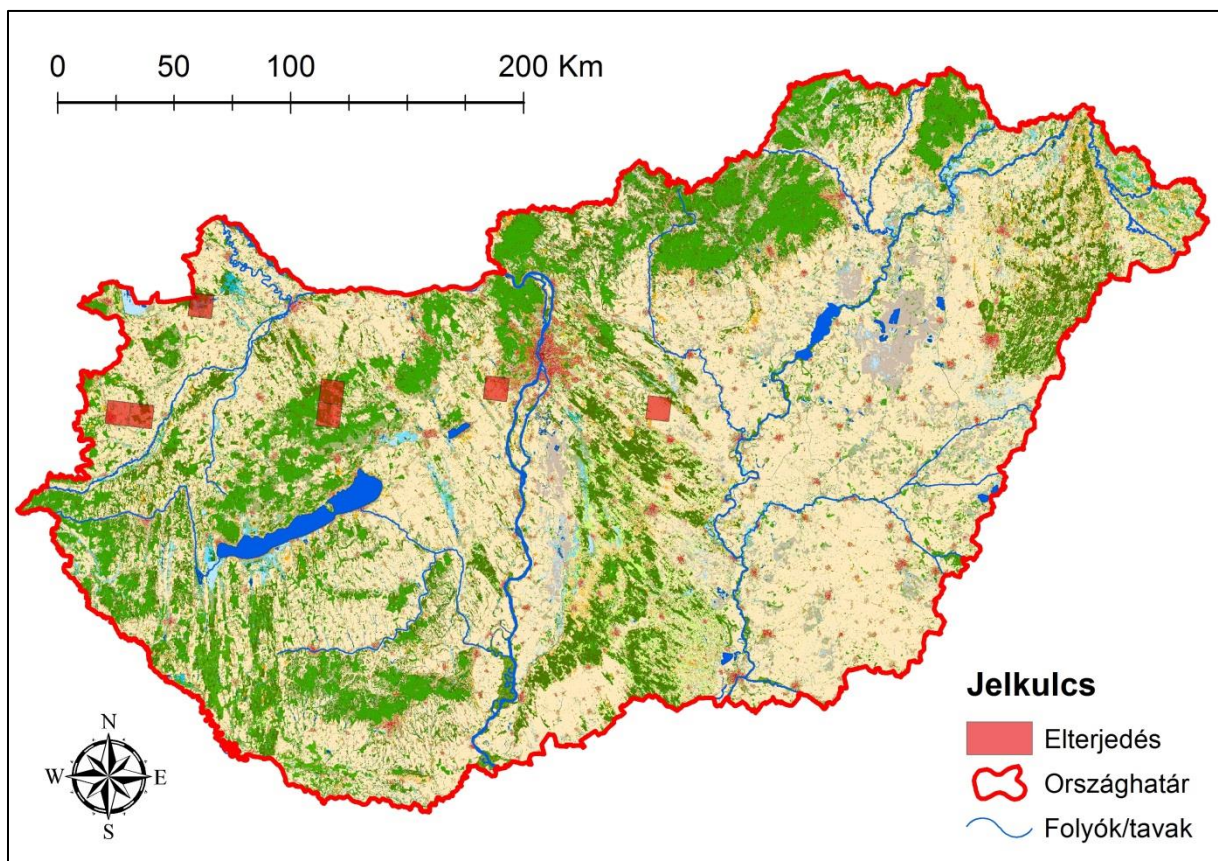 0 50 100 200 Km
N
W E
S
Jelkulcs
Elterjedés
Országhatár
Folyók/tavak